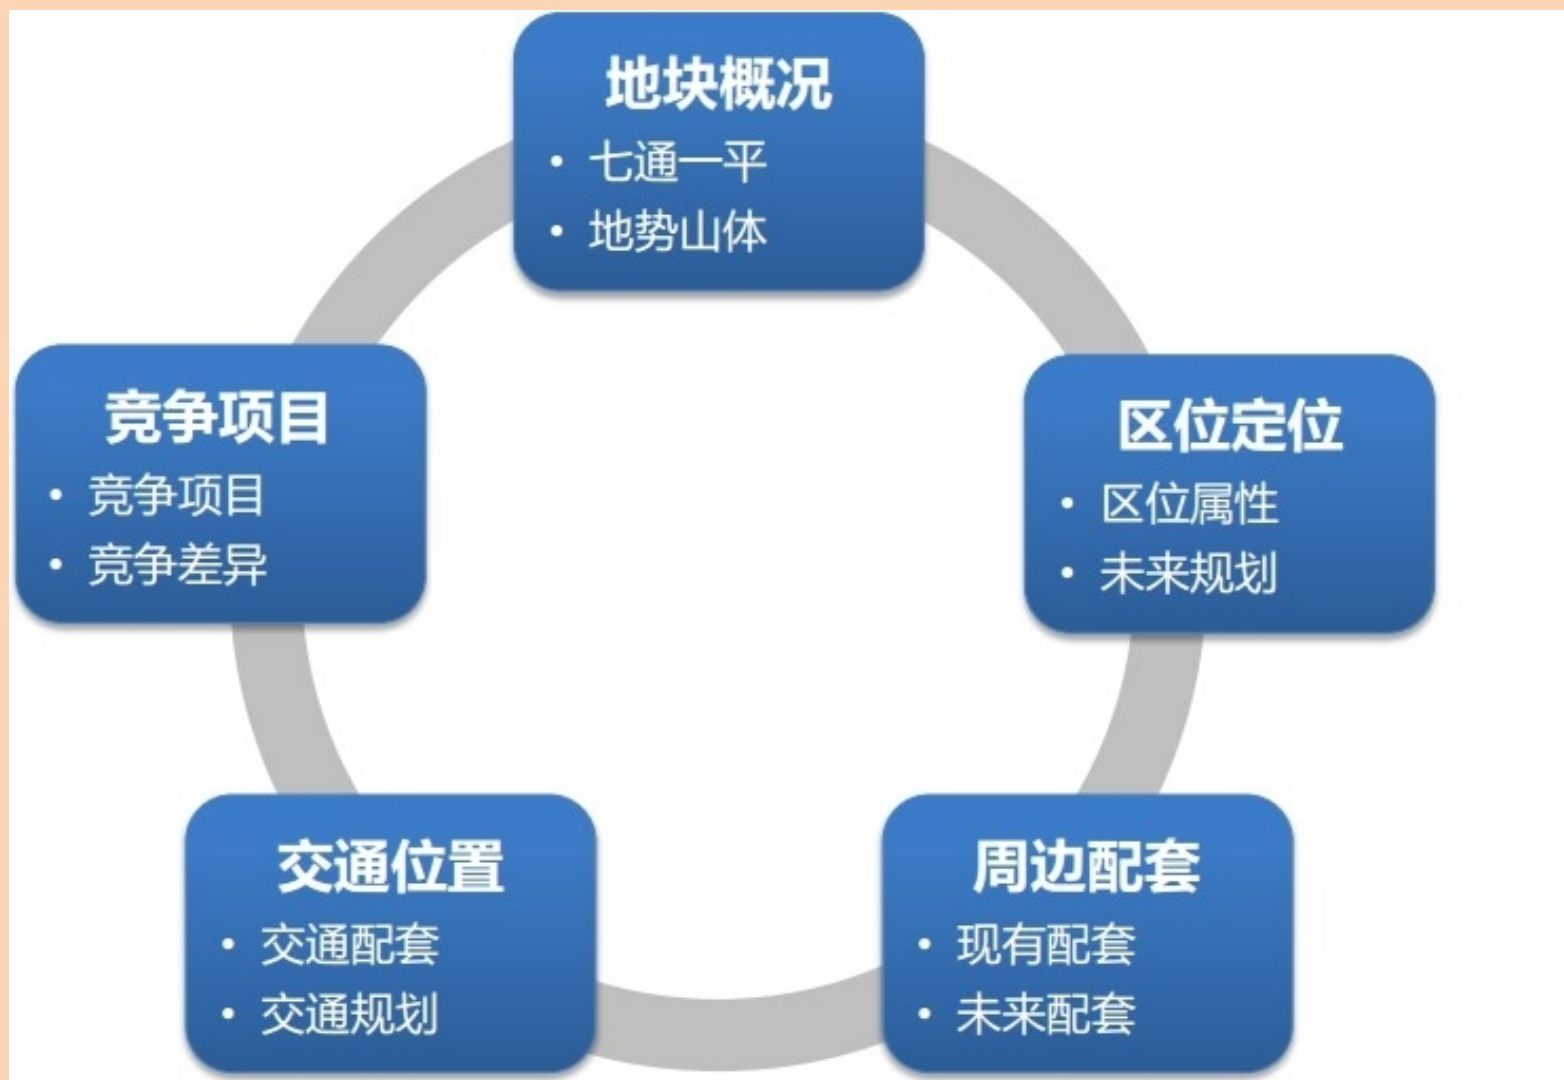 地块概况
• 七通一平
• 地势山体
区位定位
• 区位属性
• 未来规划
周边配套
• 现有配套
• 未来配套
交通位置
• 交通配套
• 交通规划
竞争项目
• 竞争项目
• 竞争差异